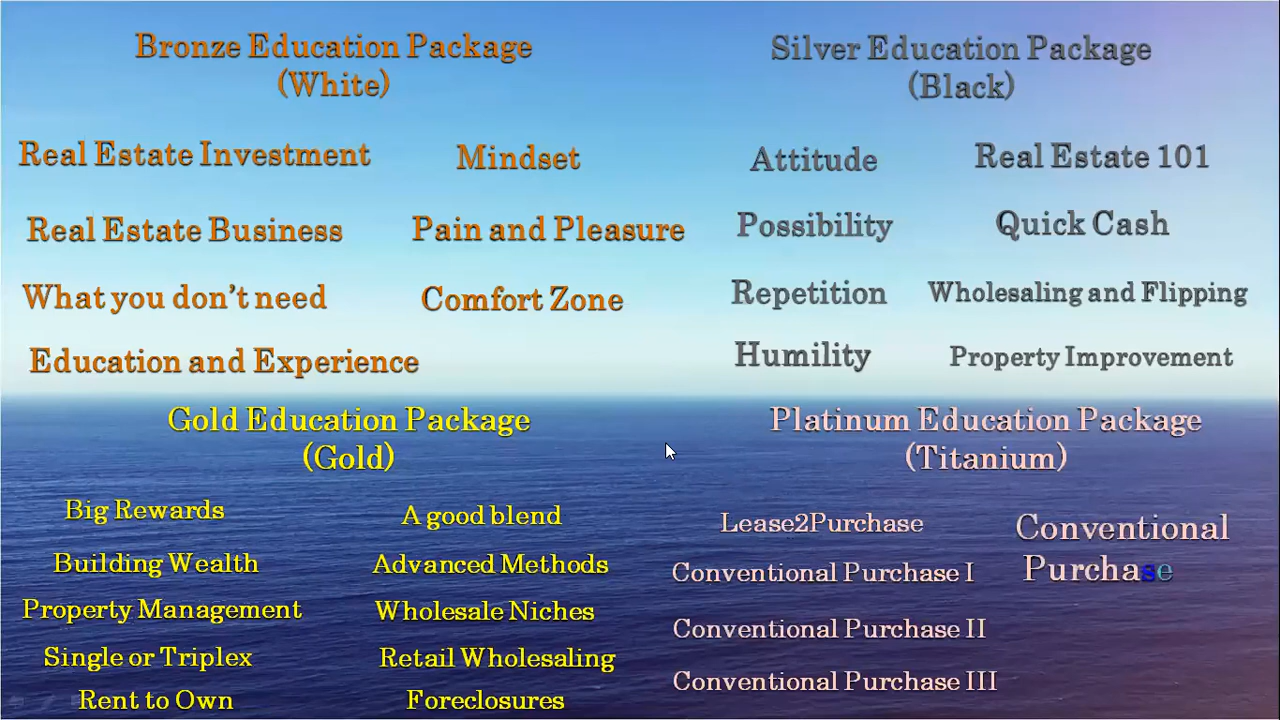 Bronze Education Package
(White)
Real Estate Investment
Mindset
Real Estate Business
Pain and Pleasure
What you don't need
Comfort Zone
Education and Experience
Silver Education Package
(Black)
Attitude
Real Estate 101
Possibility
Quick Cash
Repetition
Wholesaling and Flipping
Humility
Property Improvement
Gold Education Package
(Gold)
Big Rewards
A good blend
Building Wealth
Advanced Methods
Property Management
Wholesale Niches
Single or Triplex
Retail Wholesaling
Rent to Own
Foreclosures
Platinum Education Package
(Titanium)
Lease2Purchase
Conventional Purchase I
Conventional Purchase II
Conventional Purchase III
Conventional
Purchase